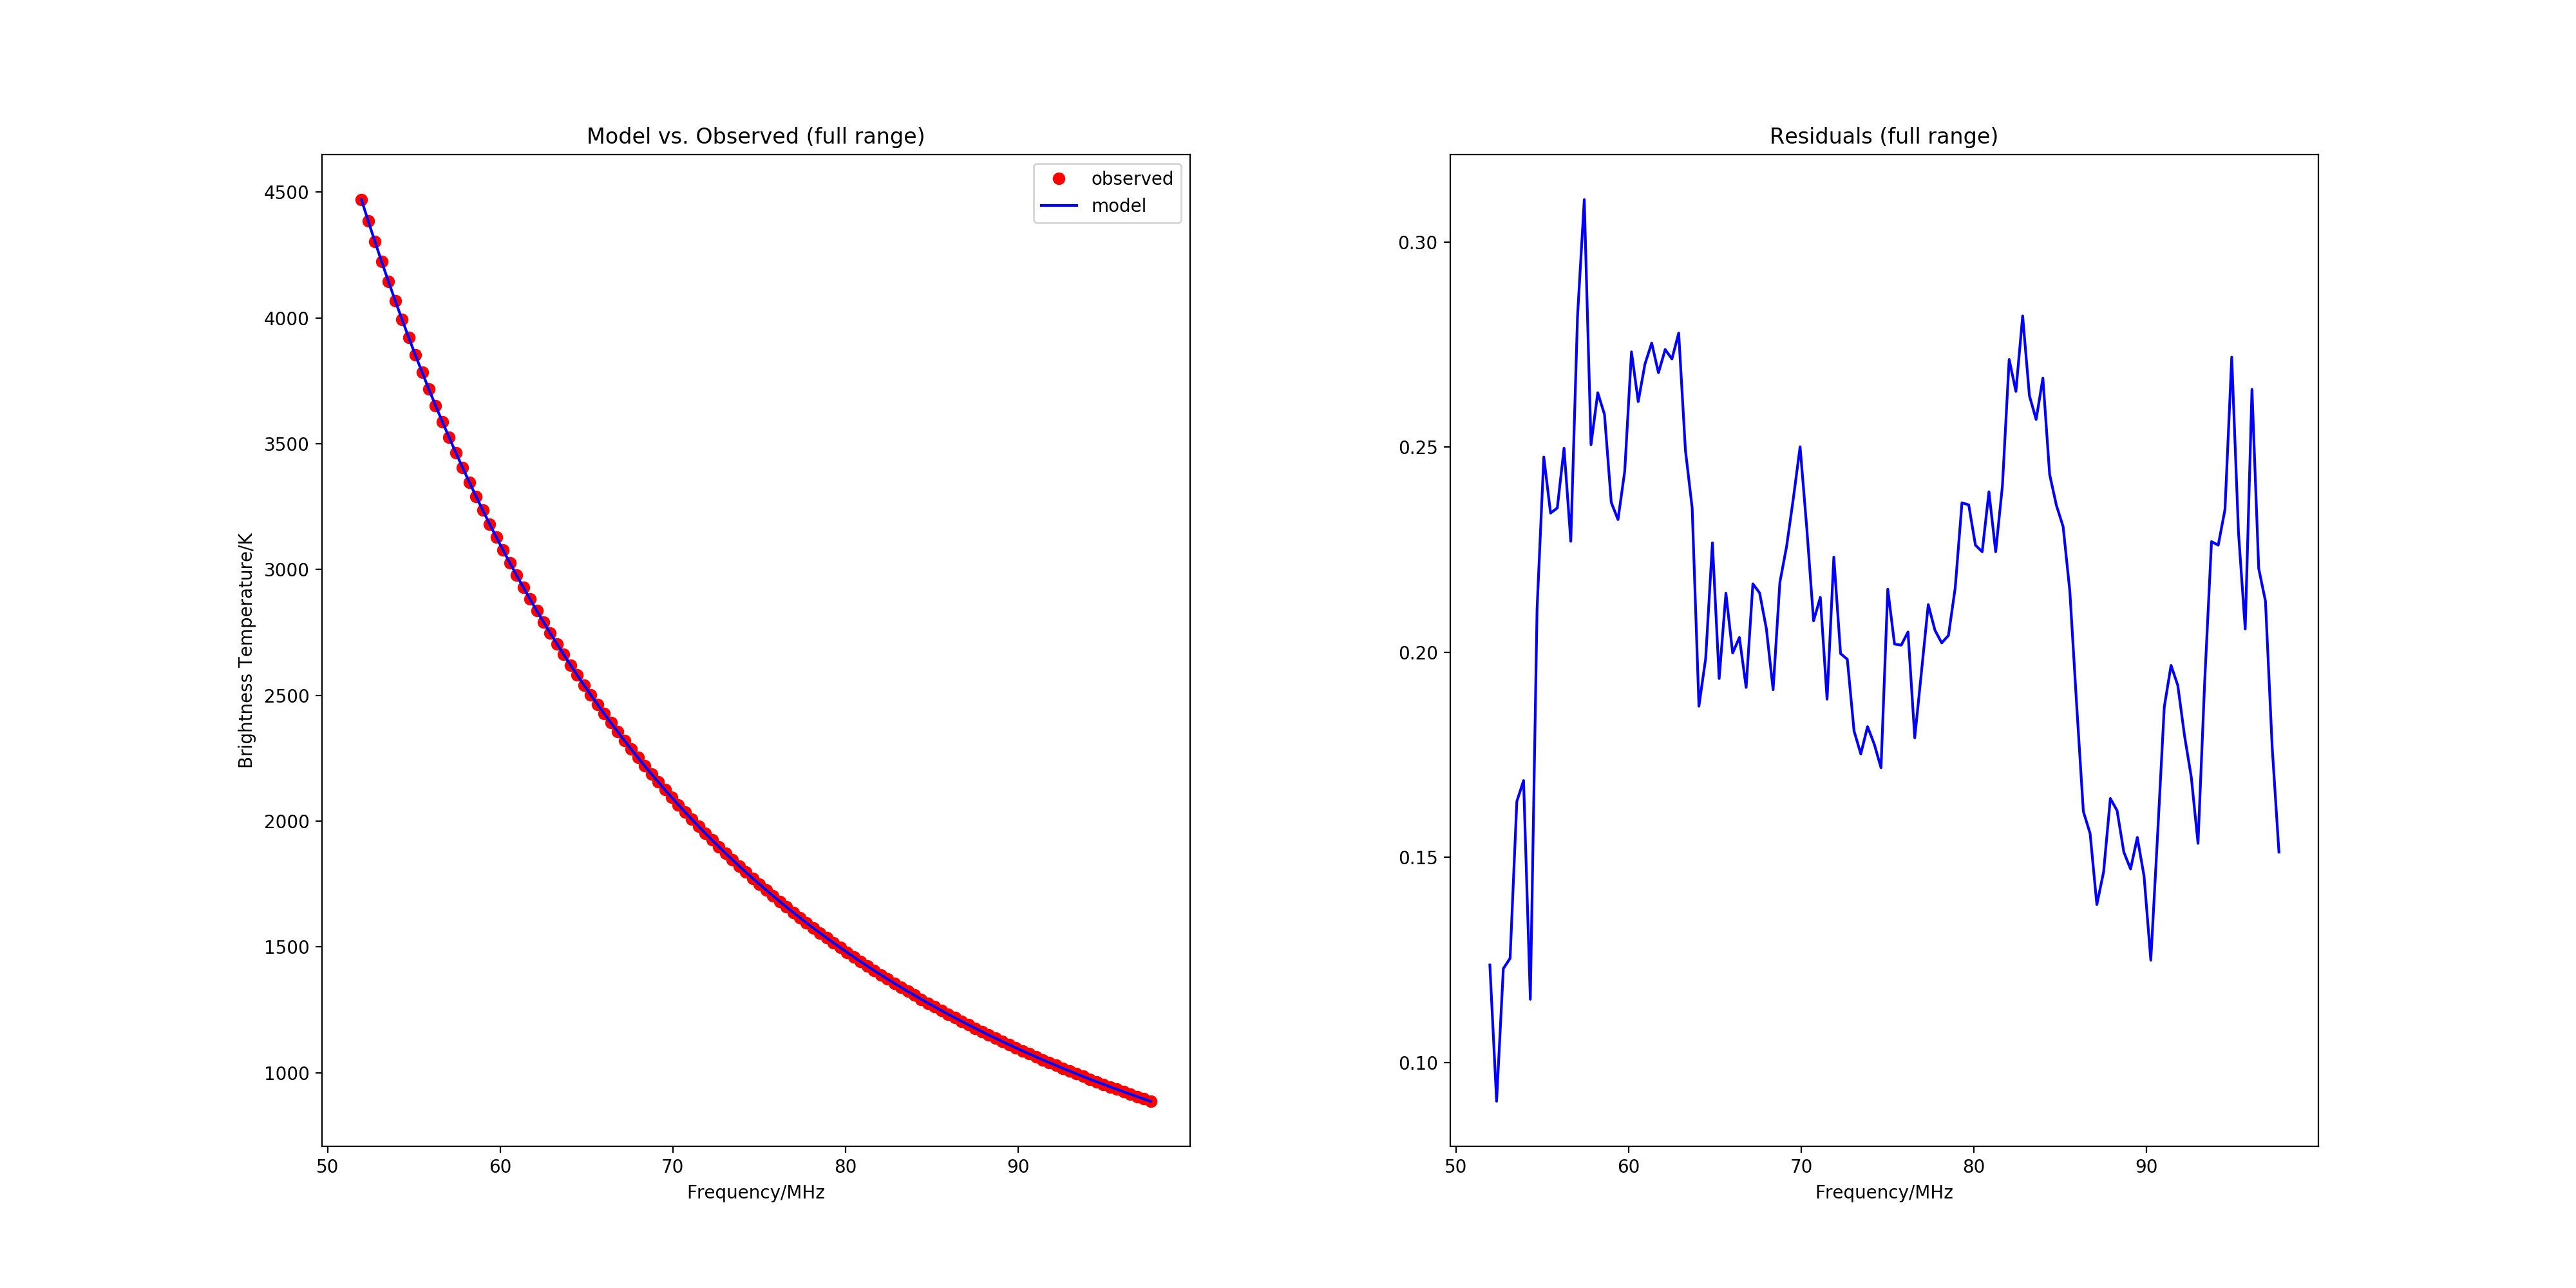 Model vs. Observed (full range)
observed
model
4500
4000
3500
3000
2500
2000
1500
1000
Brightness Temperature/K
50 60 70 80 90
Frequency/MHz
Residuals (full range)
0.30
0.25
0.20
0.15
0.10
50 60 70 80 90
Frequency/MHz